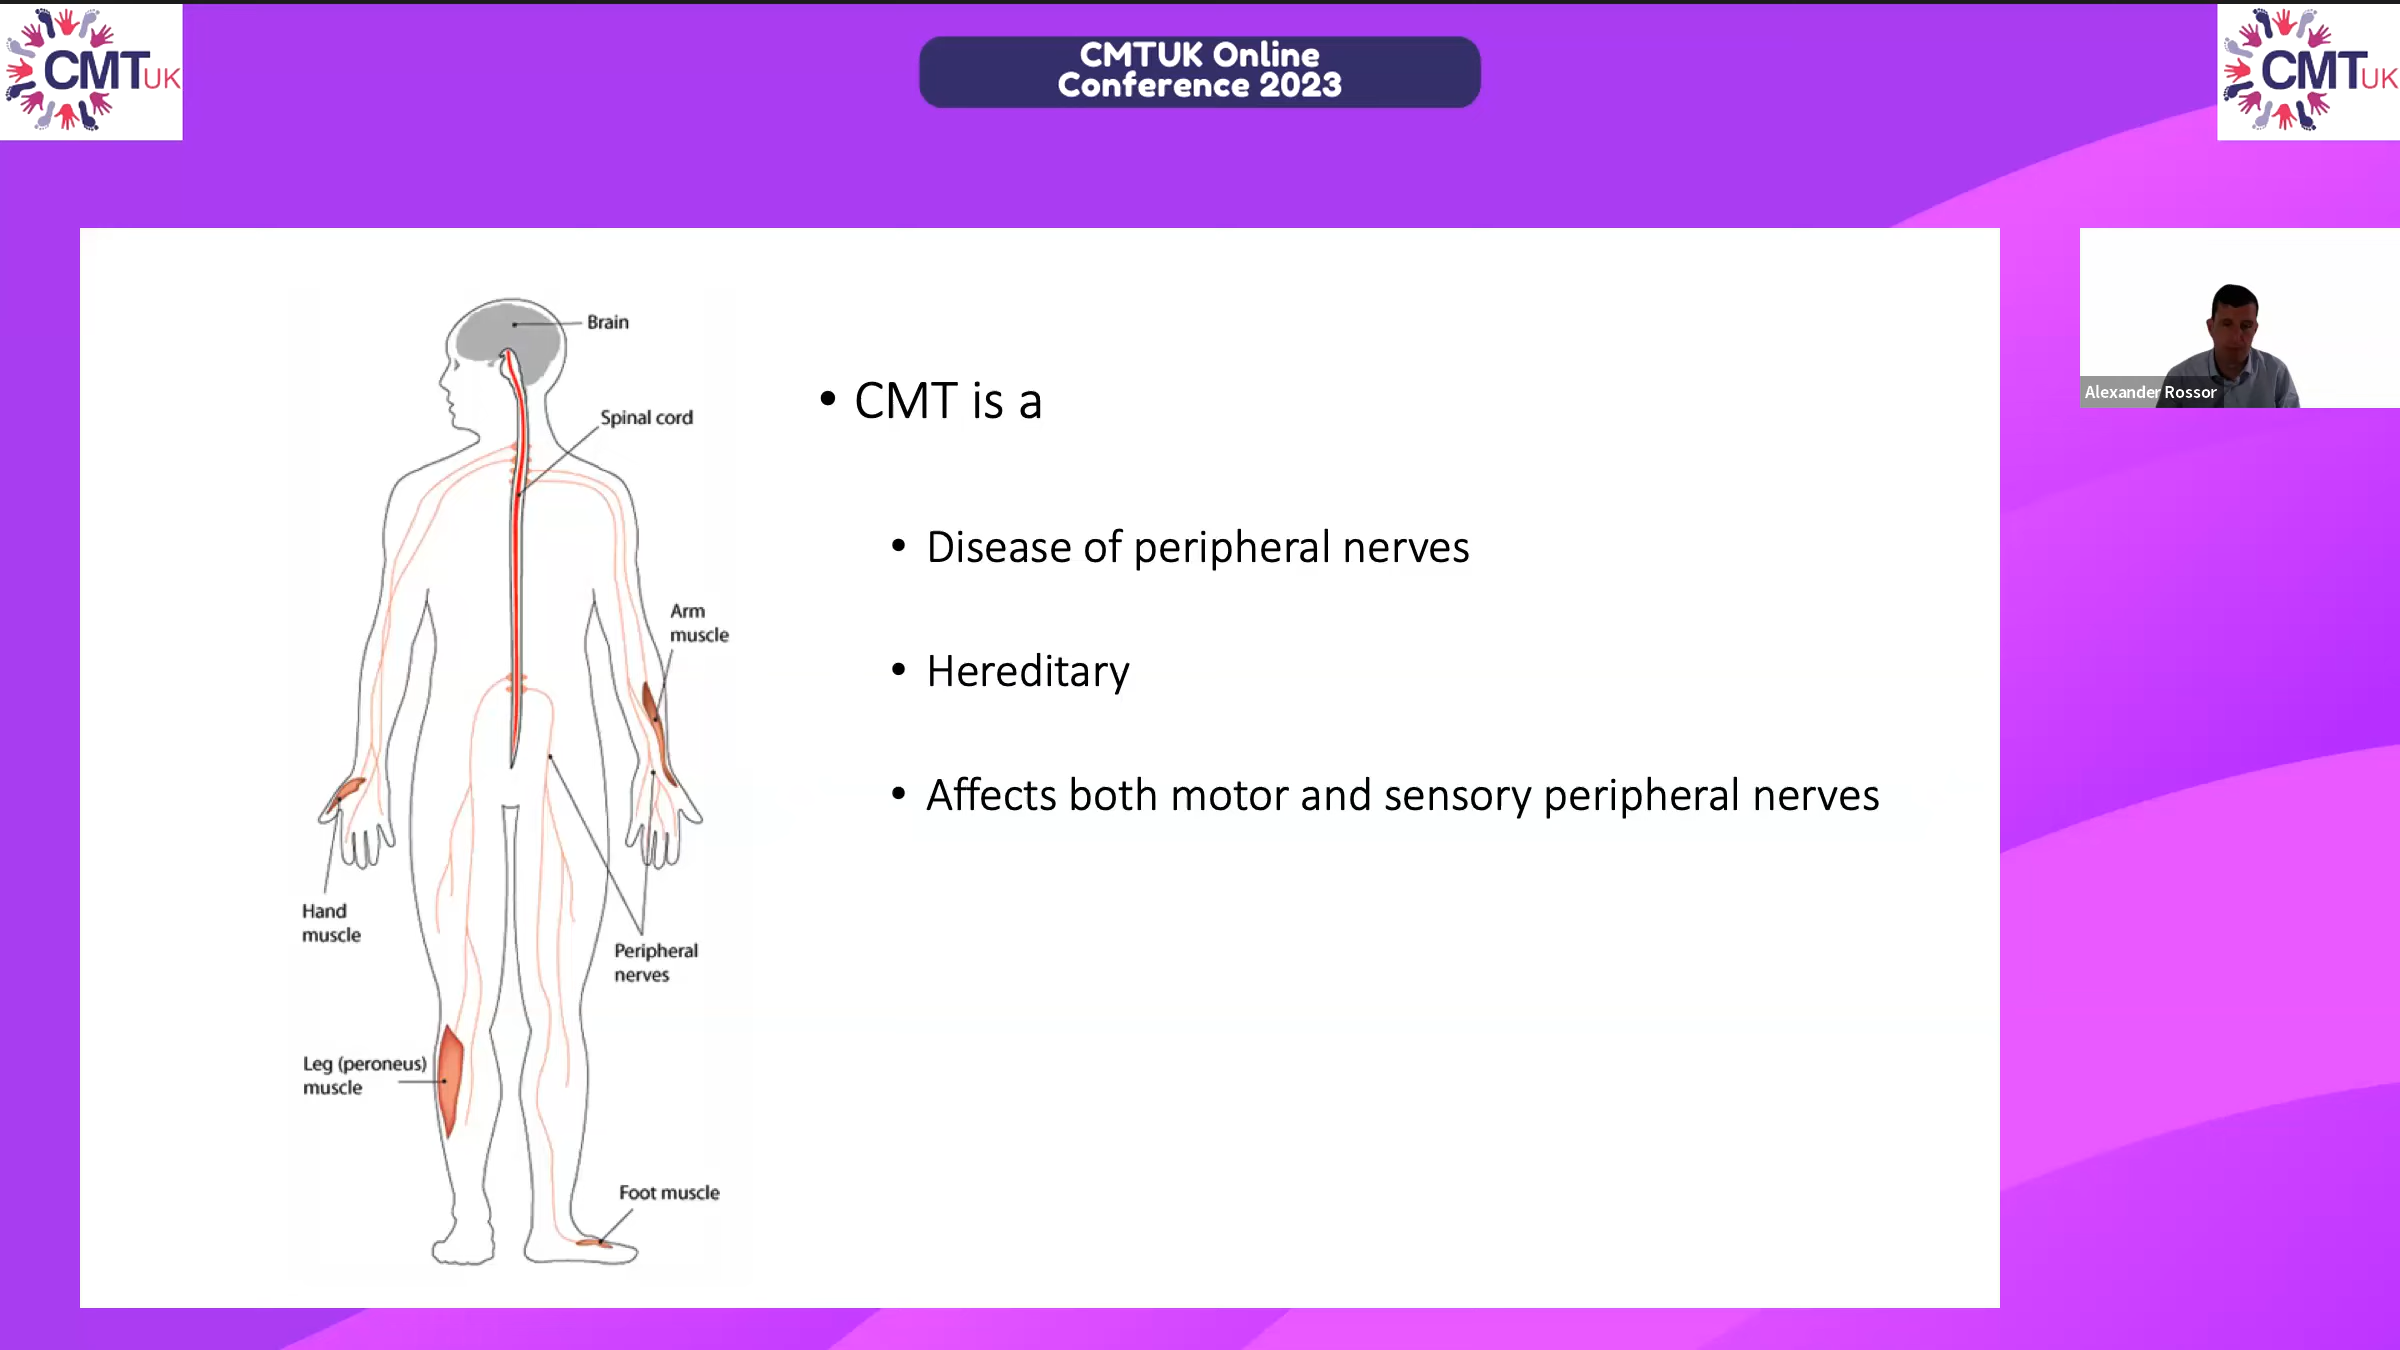 CMTUK
CMTUK Online
Conference 2023
CMTUK
Brain
Spinal cord
Arm
muscle
Hand
muscle
Peripheral
nerves
Leg (peroneus)
muscle
Foot muscle
• CMT is a
• Disease of peripheral nerves
• Hereditary
• Affects both motor and sensory peripheral nerves
Alexander Rossor